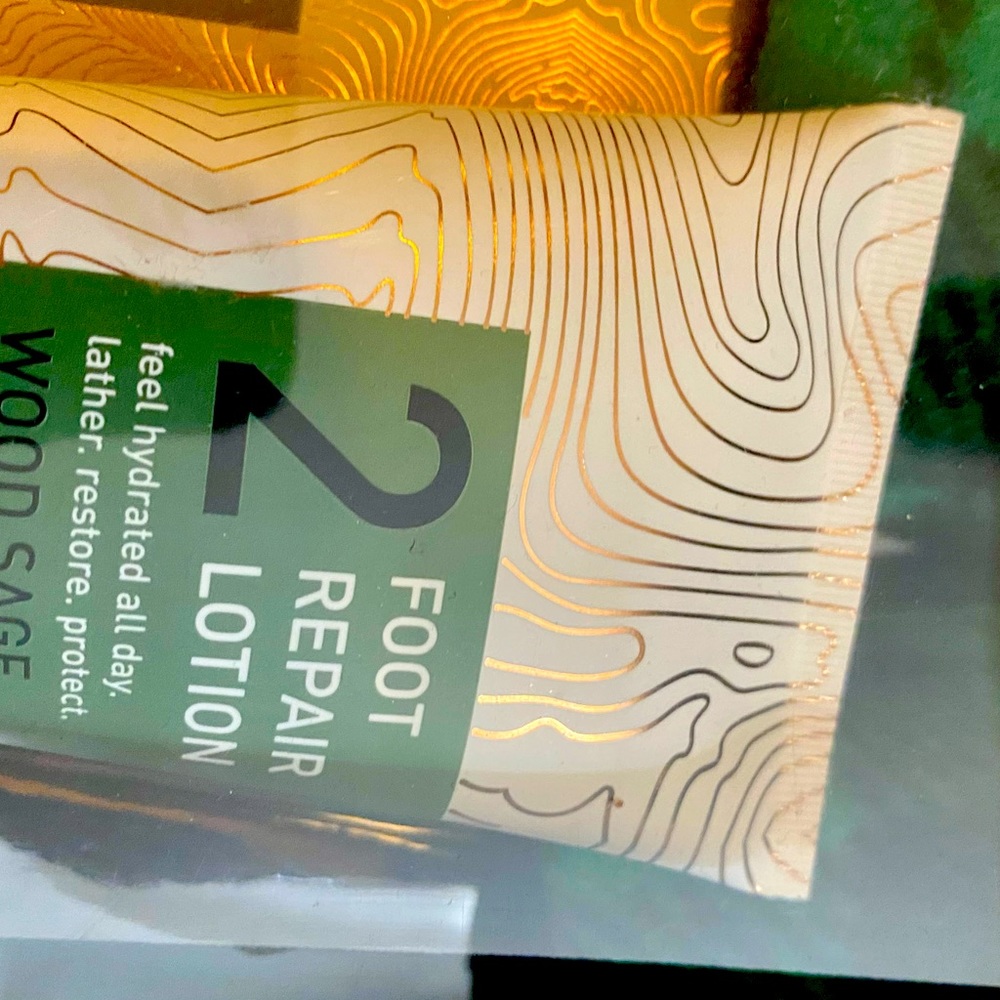 2
FOOT
REPAIR
LOTION
feel hydrated all day.
lather. restore. protect.
WOOD SAGE